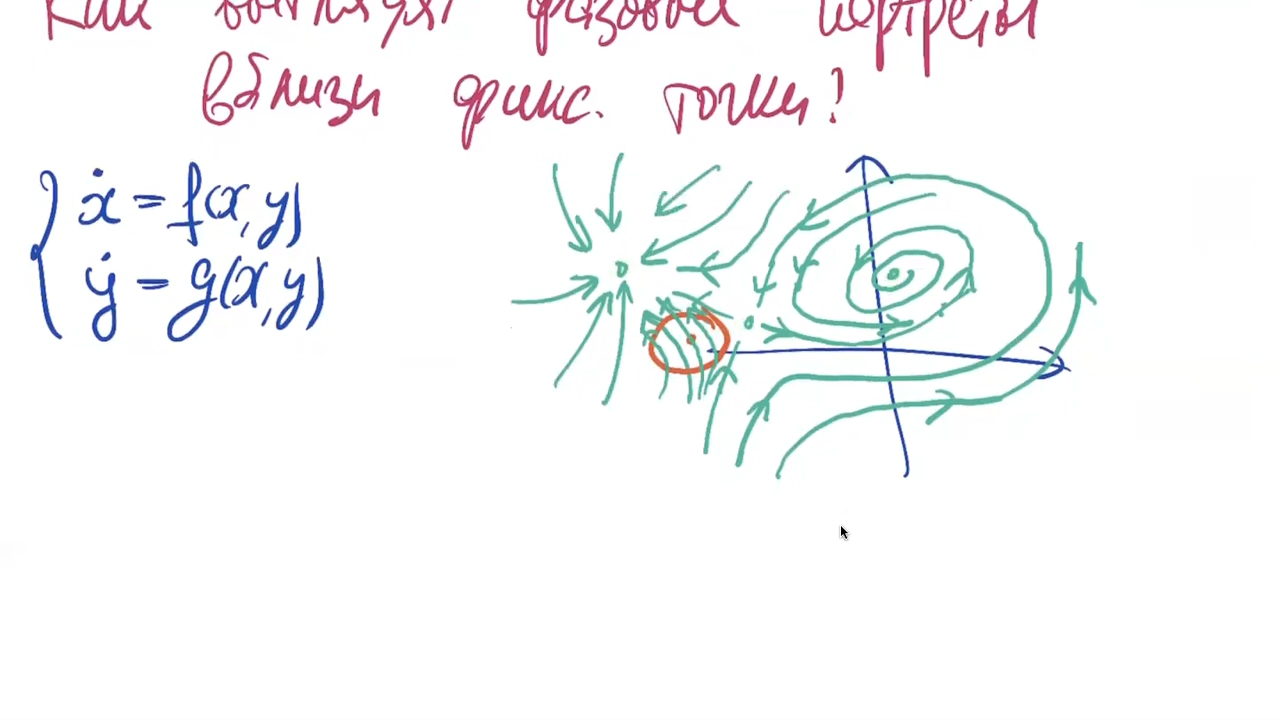 Как выглядят фазовые портреты
вблизи фикс. точки?
ẋ = f(x, y)
ẏ = g(x, y)